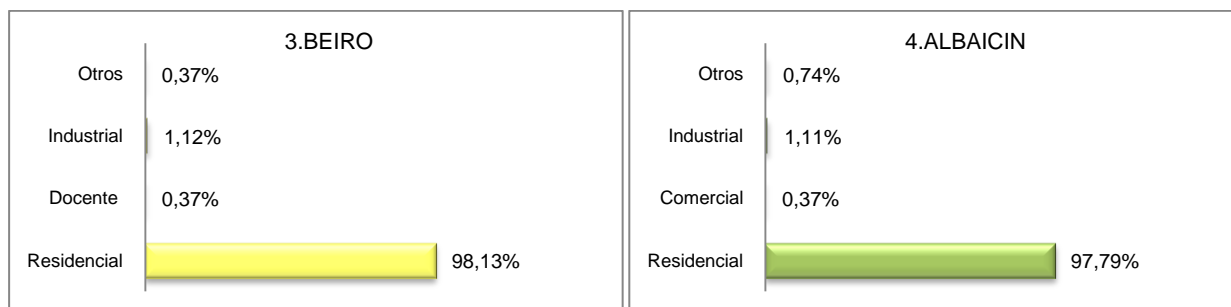 3.BEIRO
Otros 0,37%
Industrial 1,12%
Docente 0,37%
Residencial 98,13%
4.ALBAICIN
Otros 0,74%
Industrial 1,11%
Comercial 0,37%
Residencial 97,79%